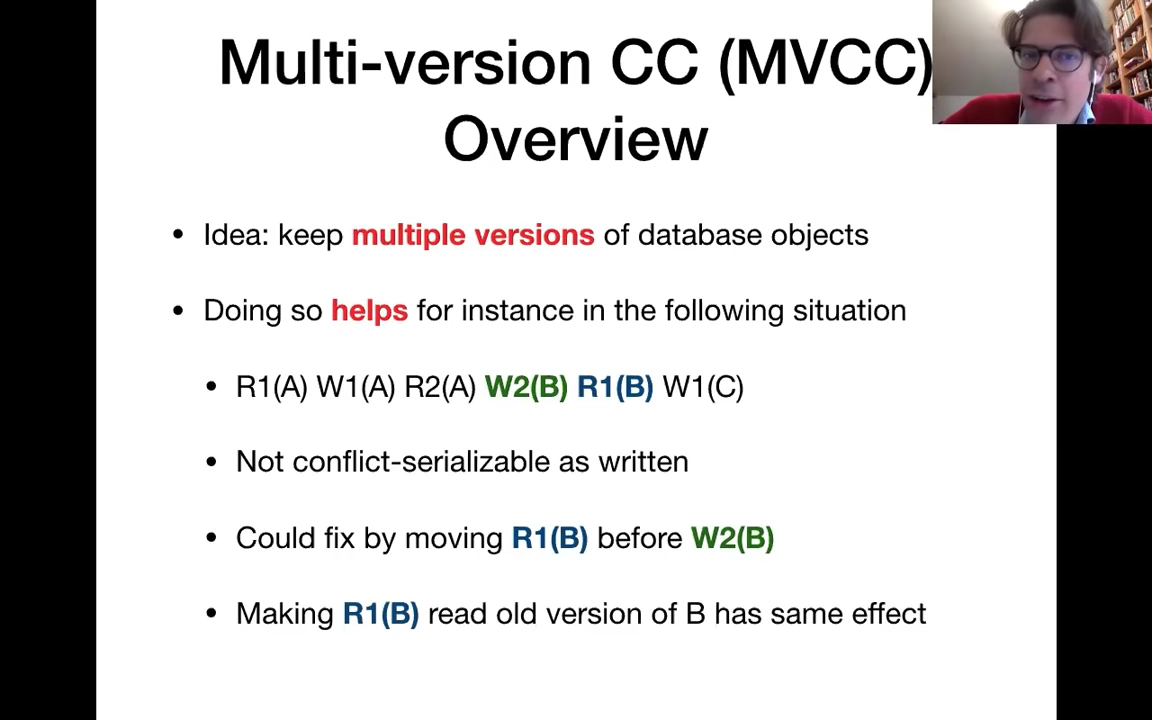 Multi-version CC (MVCC)
Overview
• Idea: keep multiple versions of database objects
• Doing so helps for instance in the following situation
• R1(A) W1(A) R2(A) W2(B) R1(B) W1(C)
• Not conflict-serializable as written
• Could fix by moving R1(B) before W2(B)
• Making R1(B) read old version of B has same effect